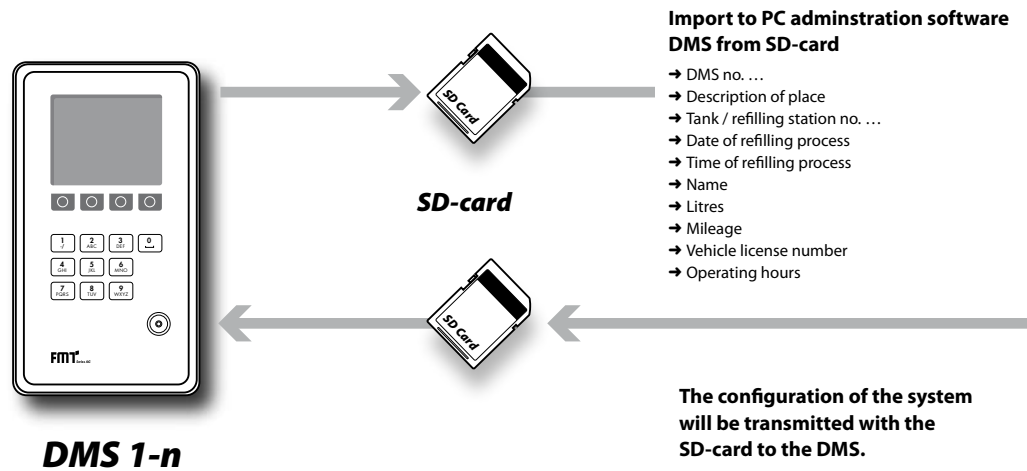 Import to PC adminstration software
DMS from SD-card
➜ DMS no. …
➜ Description of place
➜ Tank / refilling station no. …
➜ Date of refilling process
➜ Time of refilling process
➜ Name
➜ Litres
➜ Mileage
➜ Vehicle license number
➜ Operating hours
SD Card
SD-card
1 2 3 0
-/ ABC DEF
4 5 6
GHI JKL MNO
7 8 9
PQRS TUV WXYZ
FMT Swiss AG
SD Card
The configuration of the system
will be transmitted with the
SD-card to the DMS.
DMS 1-n